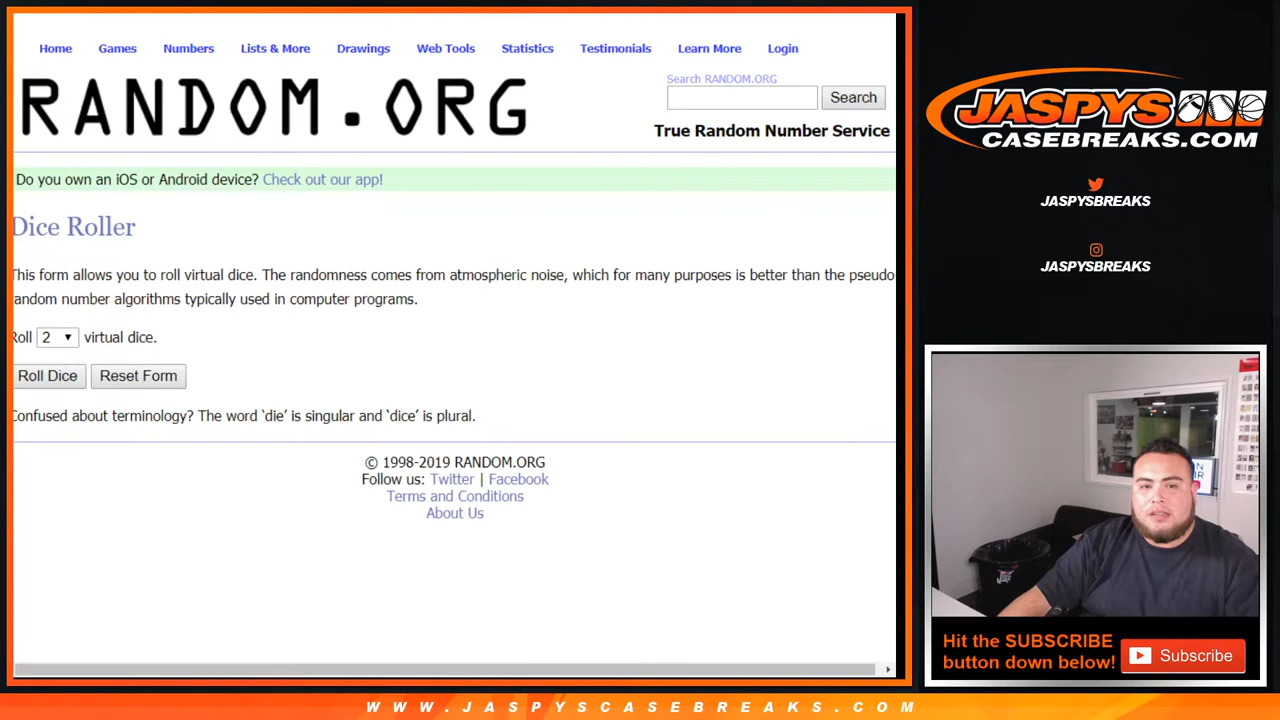 Home Games Numbers Lists & More Drawings Web Tools Statistics Testimonials Learn More Login
RANDOM.ORG
Search RANDOM.ORG
Search
True Random Number Service
Do you own an iOS or Android device? Check out our app!
Dice Roller
This form allows you to roll virtual dice. The randomness comes from atmospheric noise, which for many purposes is better than the pseudo
random number algorithms typically used in computer programs.
Roll 2 virtual dice.
Roll Dice Reset Form
Confused about terminology? The word ‘die’ is singular and ‘dice’ is plural.
© 1998-2019 RANDOM.ORG
Follow us: Twitter | Facebook
Terms and Conditions
About Us
JASPYS
CASEBREAKS.COM
JASPYSBREAKS
JASPYSBREAKS
Hit the SUBSCRIBE
button down below!
Subscribe
WWW.JASPYSCASEBREAKS.COM